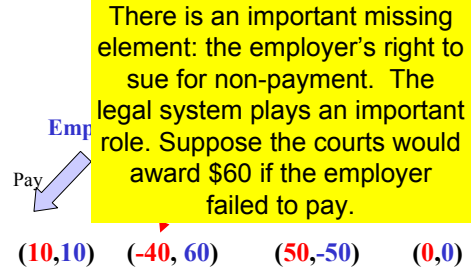 There is an important missing
element: the employer's right to
sue for non-payment. The
legal system plays an important
role. Suppose the courts would
award $60 if the employer
failed to pay.
Emp
Pay
(10,10) (-40, 60) (50,-50) (0,0)